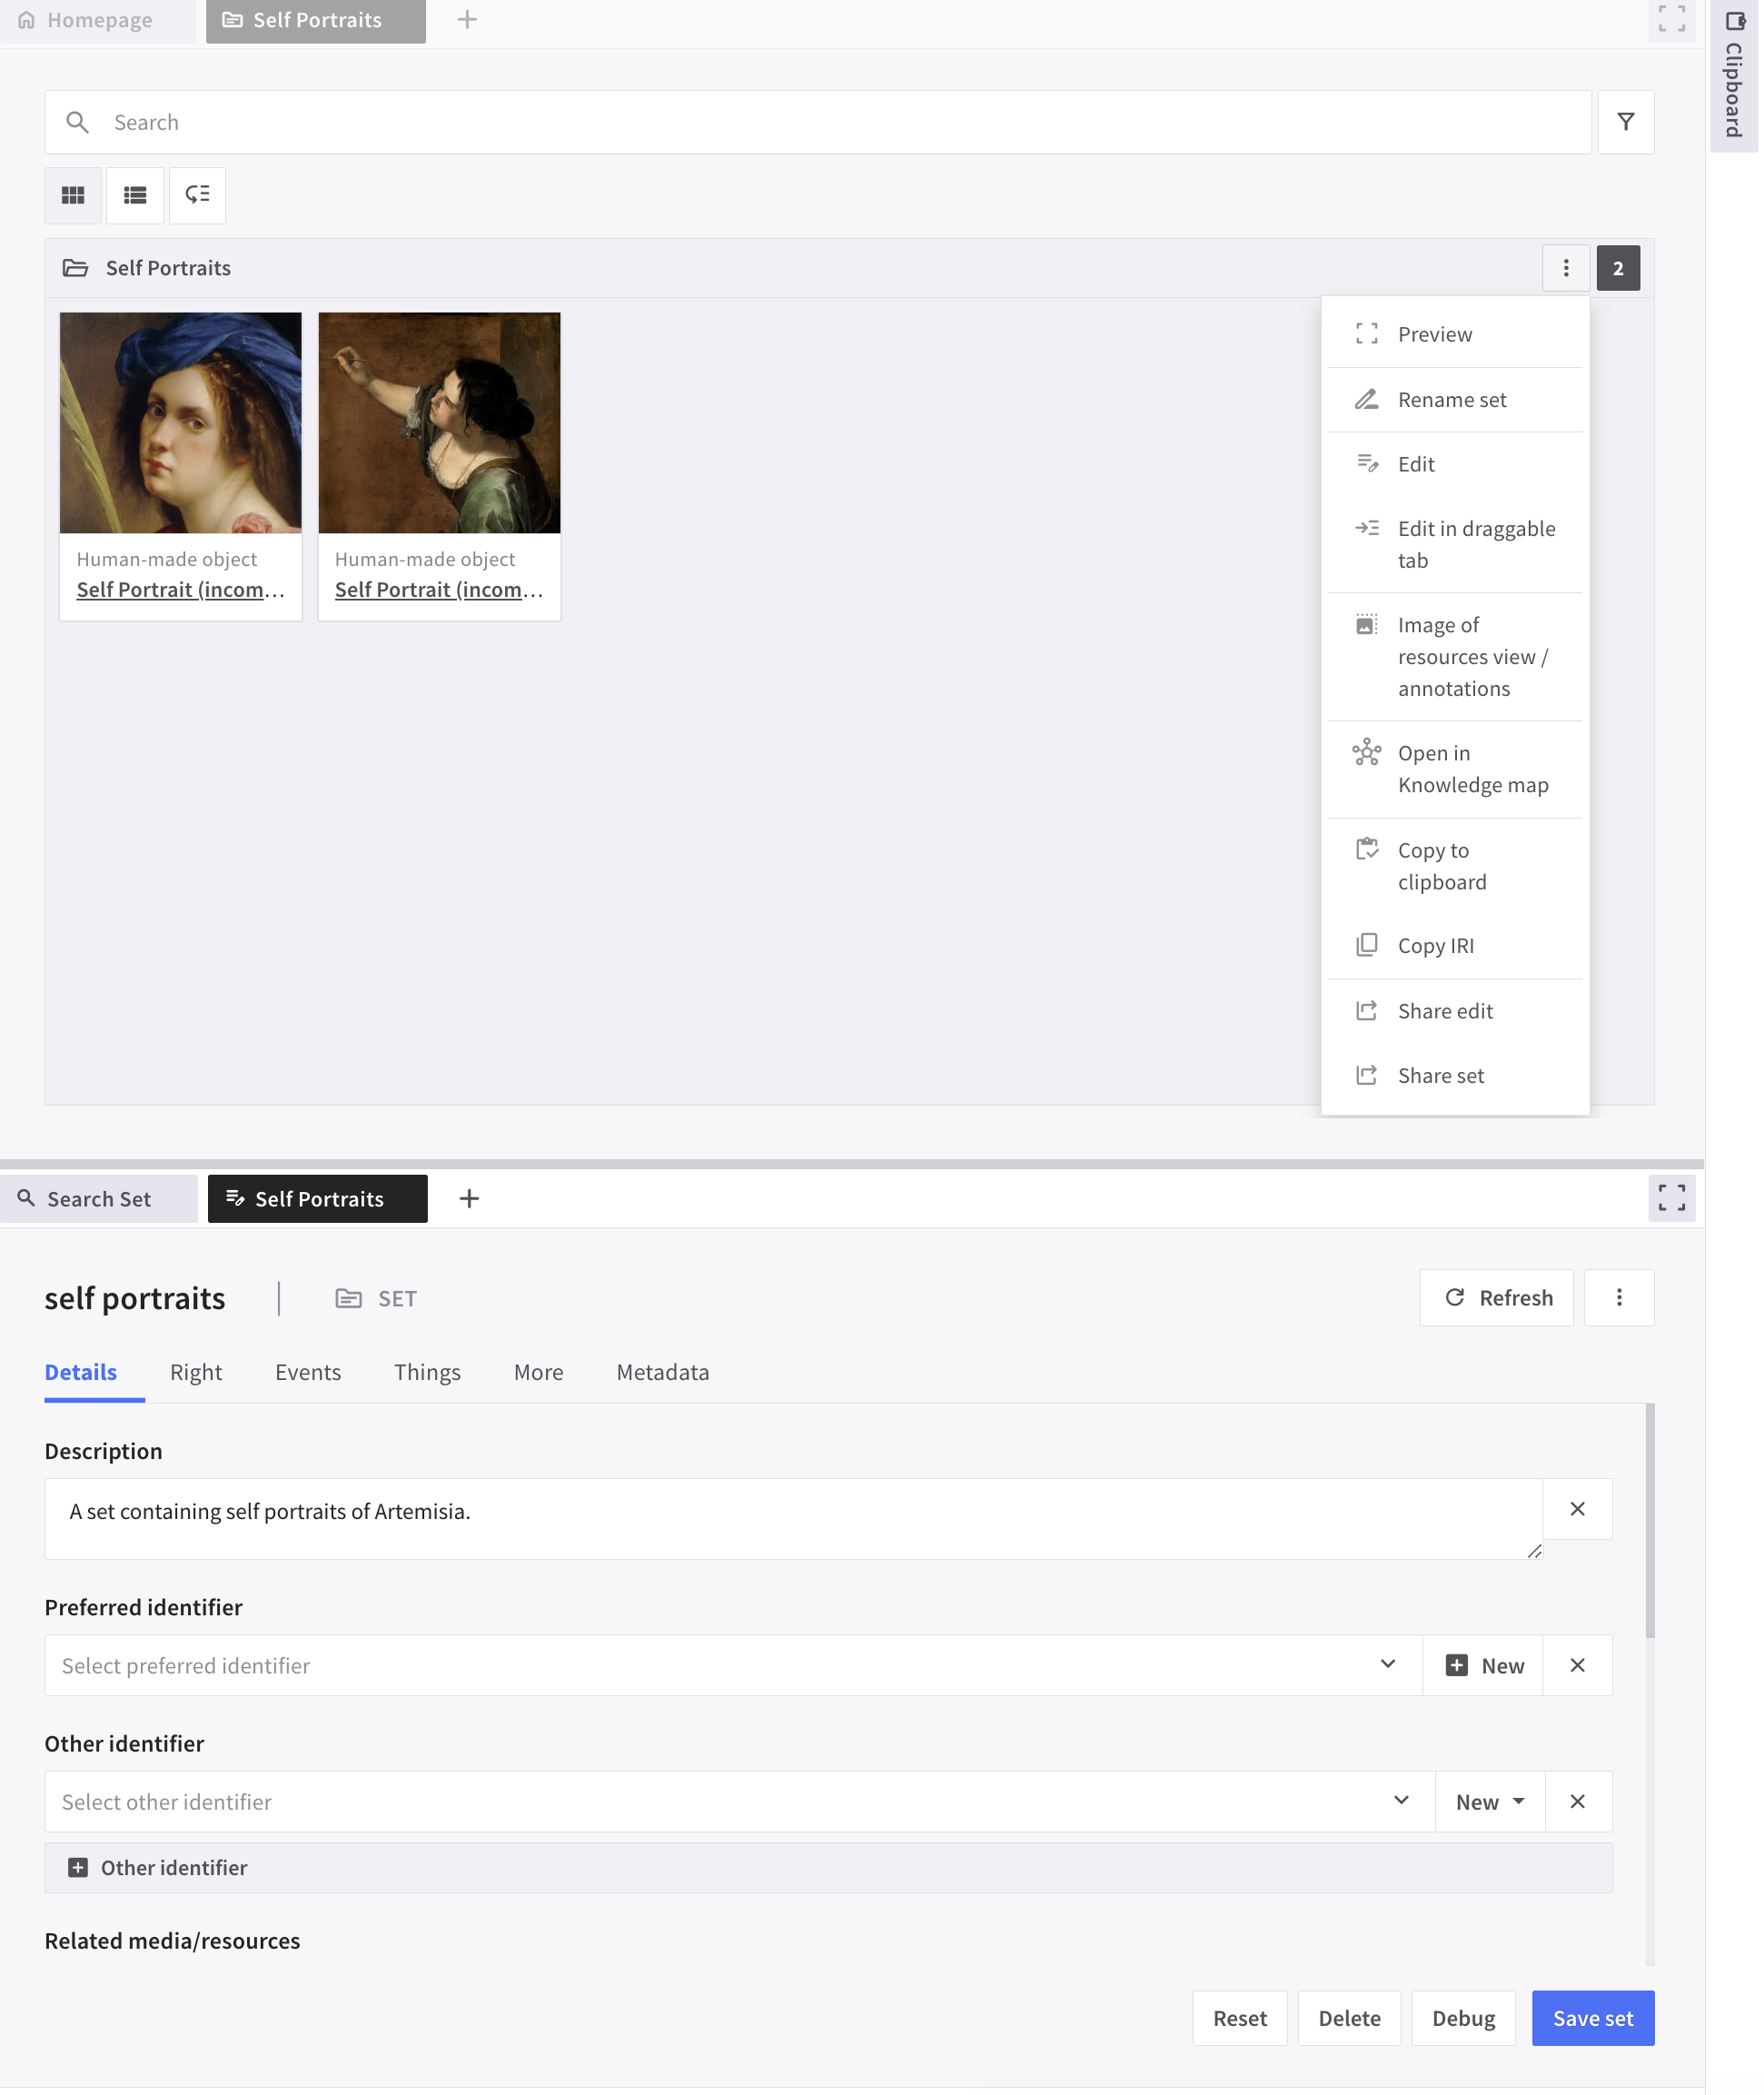 Homepage
Self Portraits
Clipboard
Search
Self Portraits
2
Preview
Rename set
Edit
Edit in draggable
tab
Image of
resources view /
annotations
Open in
Knowledge map
Copy to
clipboard
Copy IRI
Share edit
Share set
Human-made object
Self Portrait (incom...
Human-made object
Self Portrait (incom...
Search Set
Self Portraits
self portraits
SET
Refresh
Details
Right
Events
Things
More
Metadata
Description
A set containing self portraits of Artemisia.
Preferred identifier
Select preferred identifier
New
Other identifier
Select other identifier
New
Other identifier
Related media/resources
Reset
Delete
Debug
Save set